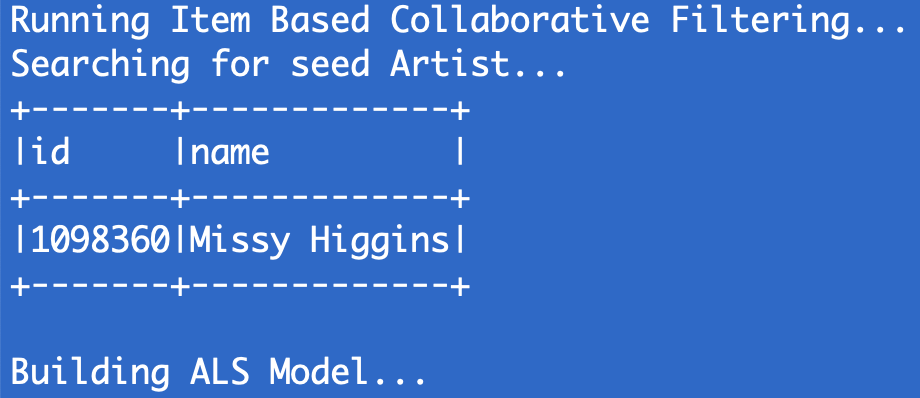 Running Item Based Collaborative Filtering...
Searching for seed Artist...
+-------+-------------+
|id     |name         |
+-------+-------------+
|1098360|Missy Higgins|
+-------+-------------+

Building ALS Model...